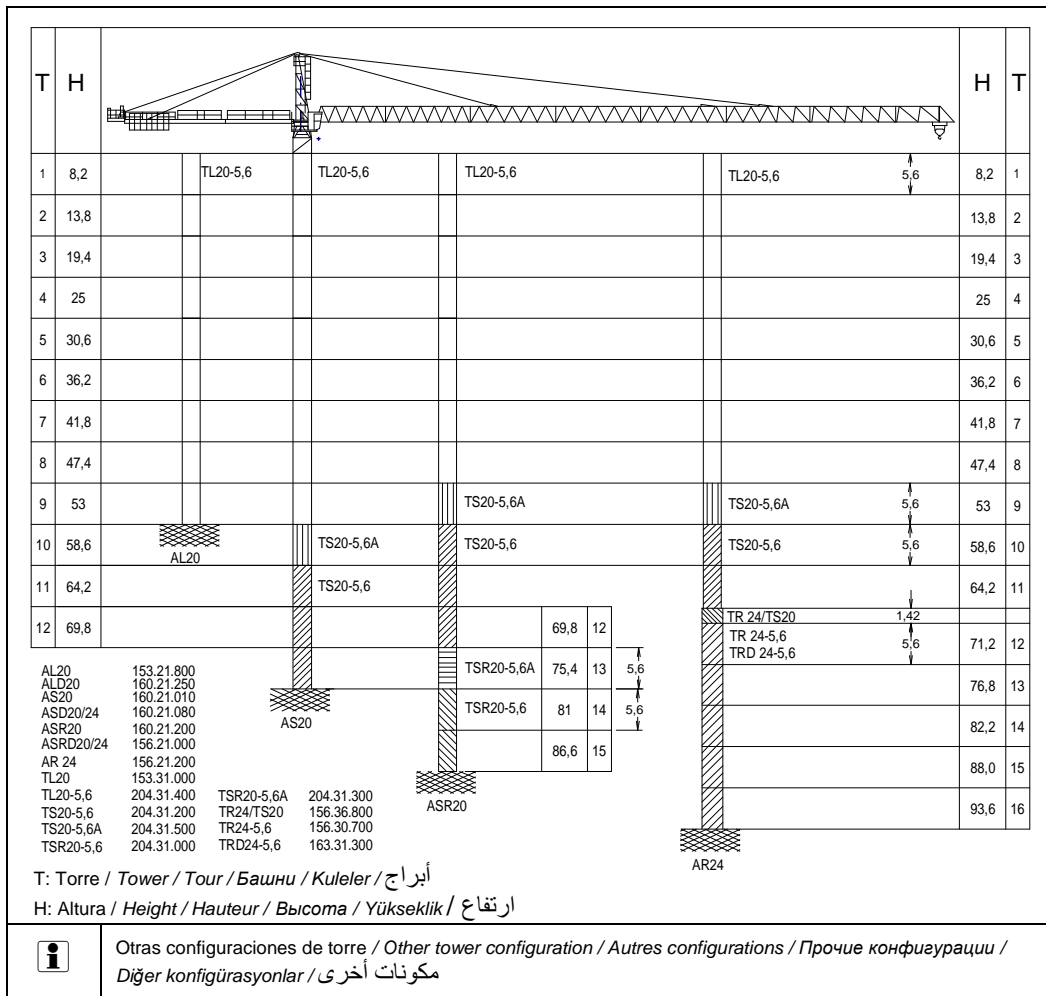 T H H T
1 8,2 TL20-5,6 TL20-5,6 TL20-5,6 TL20-5,6 5,6 8,2 1
2 13,8 13,8 2
3 19,4 19,4 3
4 25 25 4
5 30,6 30,6 5
6 36,2 36,2 6
7 41,8 41,8 7
8 47,4 47,4 8
9 53 TS20-5,6A TS20-5,6A 5,6 53 9
10 58,6 AL20 TS20-5,6A TS20-5,6 TS20-5,6 5,6 58,6 10
11 64,2 TS20-5,6 64,2 11
TR 24/TS20 1,42
12 69,8 69,8 12 TR 24-5,6 5,6 71,2 12
TRD 24-5,6
TSR20-5,6A 75,4 13 5,6 76,8 13
AS20 TSR20-5,6 81 14 5,6 82,2 14
86,6 15 88,0 15
ASR20 93,6 16
AR24
AL20 153.21.800
ALD20 160.21.250
AS20 160.21.010
ASD20/24 160.21.080
ASR20 160.21.200
ASRD20/24 156.21.000
AR 24 156.21.200
TL20 153.31.000
TL20-5,6 204.31.400 TSR20-5,6A 204.31.300
TS20-5,6 204.31.200 TR24/TS20 156.36.800
TS20-5,6A 204.31.500 TR24-5,6 156.30.700
TSR20-5,6 204.31.000 TRD24-5,6 163.31.300
T: Torre / Tower / Tour / Башни / Kuleler / أبراج
H: Altura / Height / Hauteur / Высота / Yükseklik / ارتفاع
Otras configuraciones de torre / Other tower configuration / Autres configurations / Прочие конфигурации /
Diğer konfigürasyonlar / مكونات أخرى